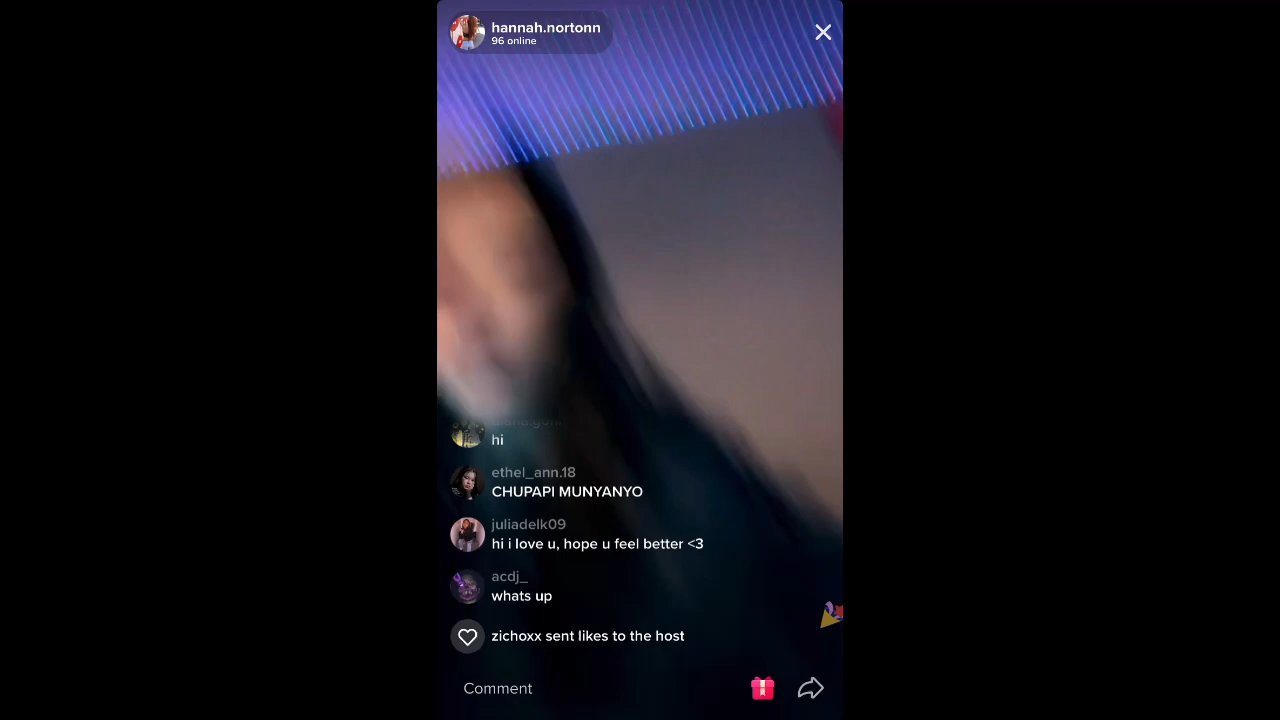 hannah.nortonn
96 online
hi
ethel_ann.18
CHUPAPI MUNYANYO
juliadelk09
hi i love u, hope u feel better <3
acdj_
whats up
zichoxx sent likes to the host
Comment